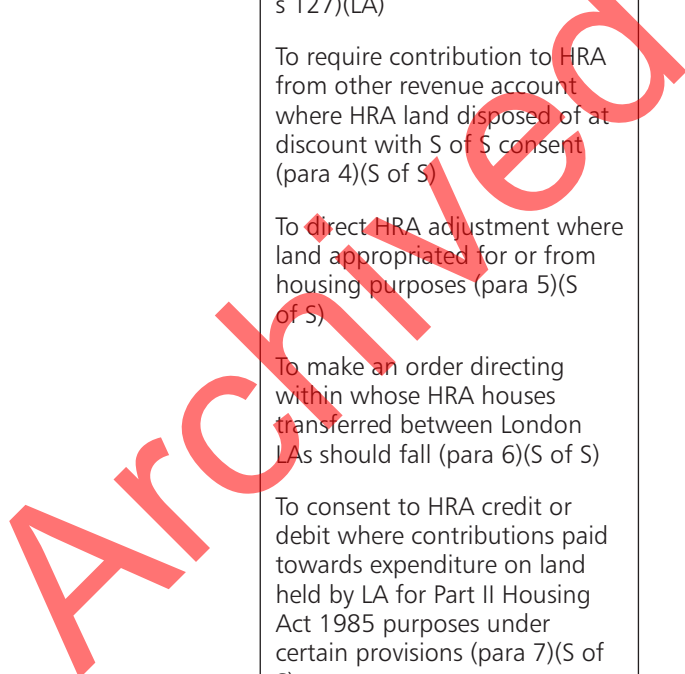 s 127)(LA)
To require contribution to HRA
from other revenue account
where HRA land disposed of at
discount with S of S consent
(para 4)(S of S)
To direct HRA adjustment where
land appropriated for or from
housing purposes (para 5)(S
of S)
To make an order directing
within whose HRA houses
transferred between London
LAs should fall (para 6)(S of S)
To consent to HRA credit or
debit where contributions paid
towards expenditure on land
held by LA for Part II Housing
Act 1985 purposes under
certain provisions (para 7)(S of
Archived